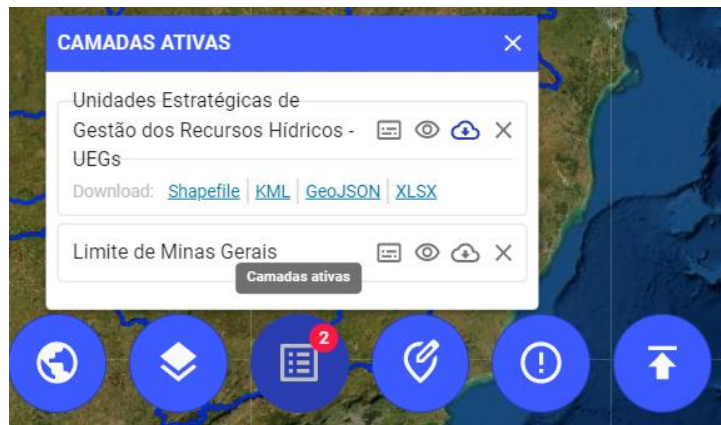 CAMADAS ATIVAS
Unidades Estratégicas de
Gestão dos Recursos Hídricos -
UEGs
Download: Shapefile KML GeoJSON XLSX
Limite de Minas Gerais
Camadas ativas
2